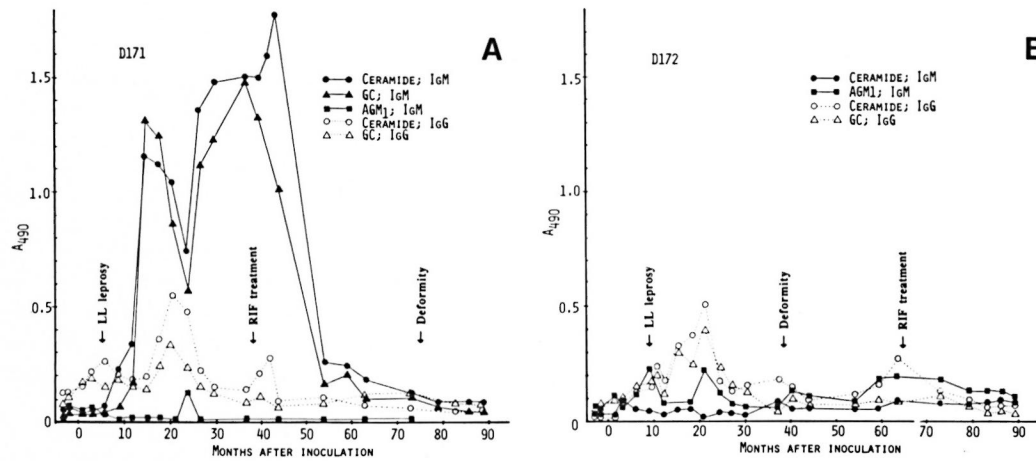 A
D171
CERAMIDE; IGM
GC; IGM
AGM1; IGM
CERAMIDE; IGG
GC; IGG
1.5
1.0
0.5
0
A490
LL leprosy
RIF treatment
Deformity
0 10 20 30 40 50 60 70 80 90
MONTHS AFTER INOCULATION
B
D172
CERAMIDE; IGM
AGM1; IGM
CERAMIDE; IGG
GC; IGG
1.5
1.0
0.5
0
A490
LL leprosy
Deformity
RIF treatment
0 10 20 30 40 50 60 70 80 90
MONTHS AFTER INOCULATION